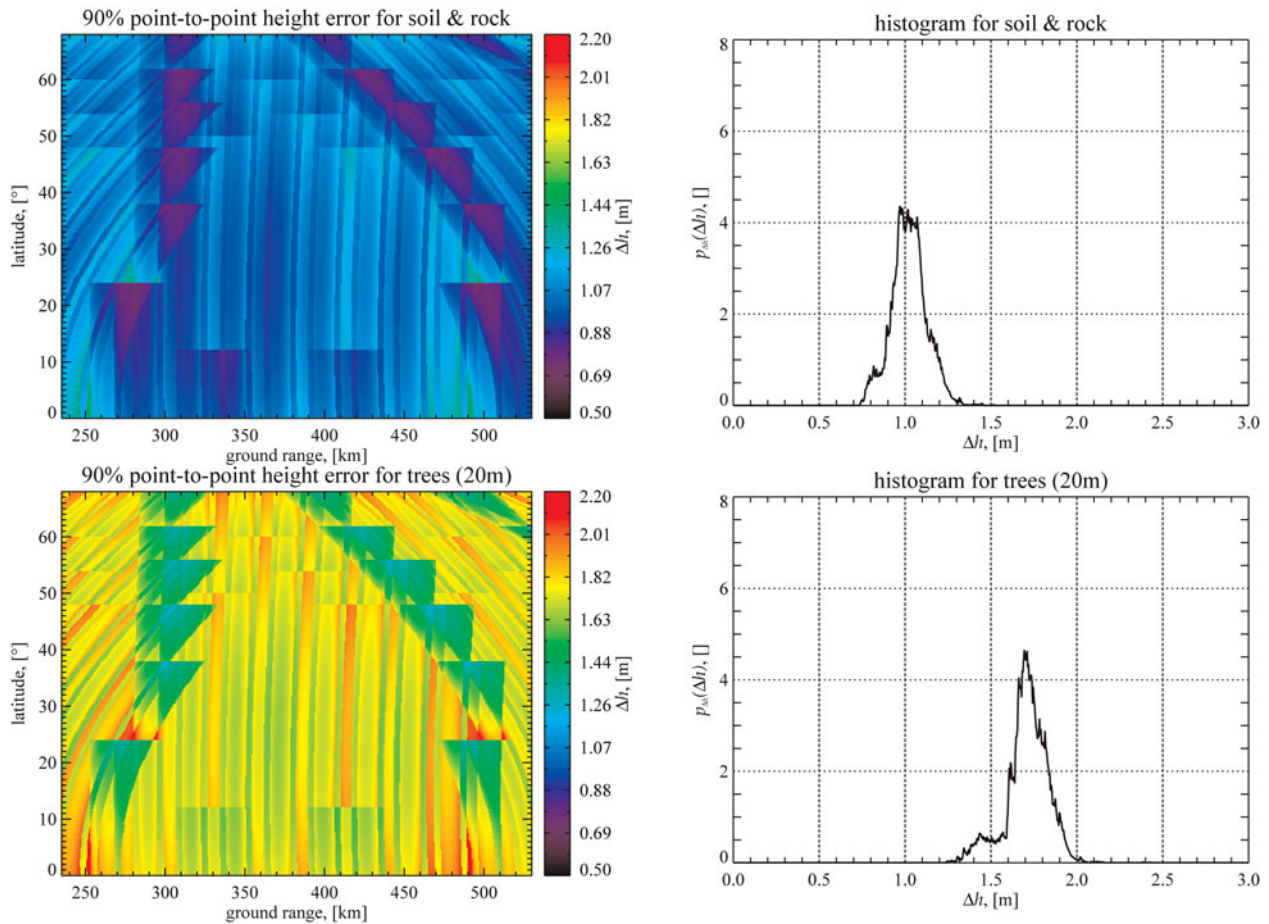 90% point-to-point height error for soil & rock
latitude, [°]
60
50
40
30
20
10
0
250 300 350 400 450 500
ground range, [km]
2.20
2.01
1.82
1.63
1.44
1.26
1.07
0.88
0.69
0.50
Δh, [m]
histogram for soil & rock
pΔh(Δh), []
8
6
4
2
0
0.0 0.5 1.0 1.5 2.0 2.5 3.0
Δh, [m]
90% point-to-point height error for trees (20m)
latitude, [°]
60
50
40
30
20
10
0
250 300 350 400 450 500
ground range, [km]
2.20
2.01
1.82
1.63
1.44
1.26
1.07
0.88
0.69
0.50
Δh, [m]
histogram for trees (20m)
pΔh(Δh), []
8
6
4
2
0
0.0 0.5 1.0 1.5 2.0 2.5 3.0
Δh, [m]